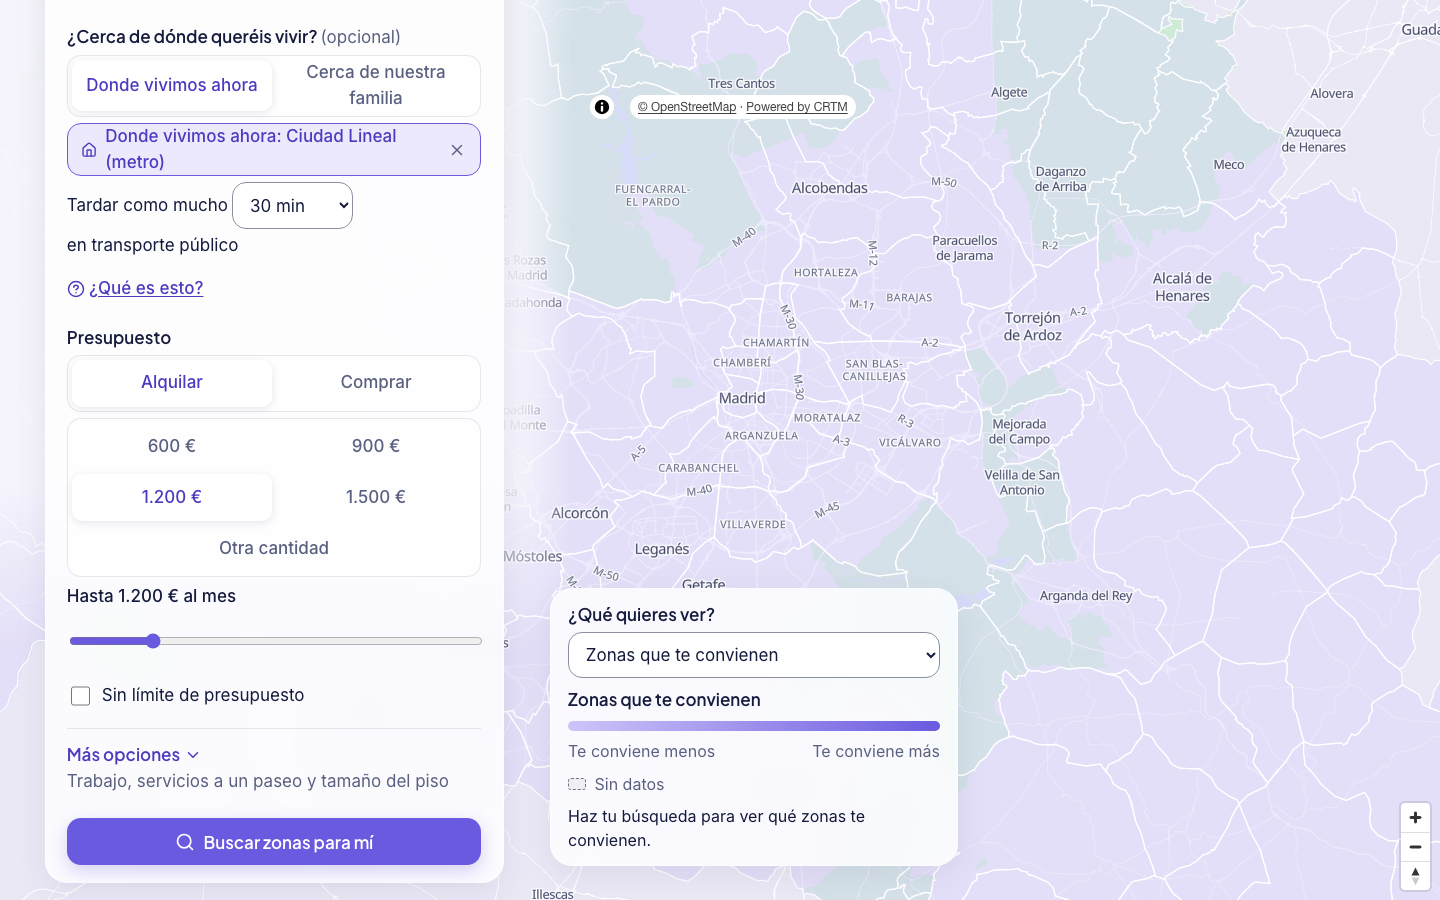 ¿Cerca de dónde queréis vivir? (opcional)
Donde vivimos ahora
Cerca de nuestra
familia
Donde vivimos ahora: Ciudad Lineal
(metro)
Tardar como mucho 30 min
en transporte público
¿Qué es esto?
Presupuesto
Alquilar
Comprar
600 €
900 €
1.200 €
1.500 €
Otra cantidad
Hasta 1.200 € al mes
Sin límite de presupuesto
Más opciones
Trabajo, servicios a un paseo y tamaño del piso
Buscar zonas para mí
Tres Cantos
© OpenStreetMap · Powered by CRTM
Algete
Guada
Alovera
Azuqueca
de Henares
Meco
Daganzo
de Arriba
FUENCARRAL-
EL PARDO
Alcobendas
M-50
M-40
M-12
Paracuellos
de Jarama
R-2
s Rozas
Madrid
adahonda
HORTALEZA
BARAJAS
M-11
M-30
Alcalá de
Henares
Torrejón
de Ardoz
A-2
CHAMARTÍN
A-2
CHAMBERÍ
SAN BLAS-
CANILLEJAS
M-30
Madrid
badilla
l Monte
MORATALAZ
R-3
ARGANZUELA
A-3
VICÁLVARO
Mejorada
del Campo
A-5
CARABANCHEL
M-40
Velilla de San
Antonio
Alcorcón
M-45
VILLAVERDE
Móstoles
Leganés
M-50
Getafe
Arganda del Rey
¿Qué quieres ver?
Zonas que te convienen
Zonas que te convienen
Te conviene menos
Te conviene más
Sin datos
Haz tu búsqueda para ver qué zonas te
convienen.
Illescas